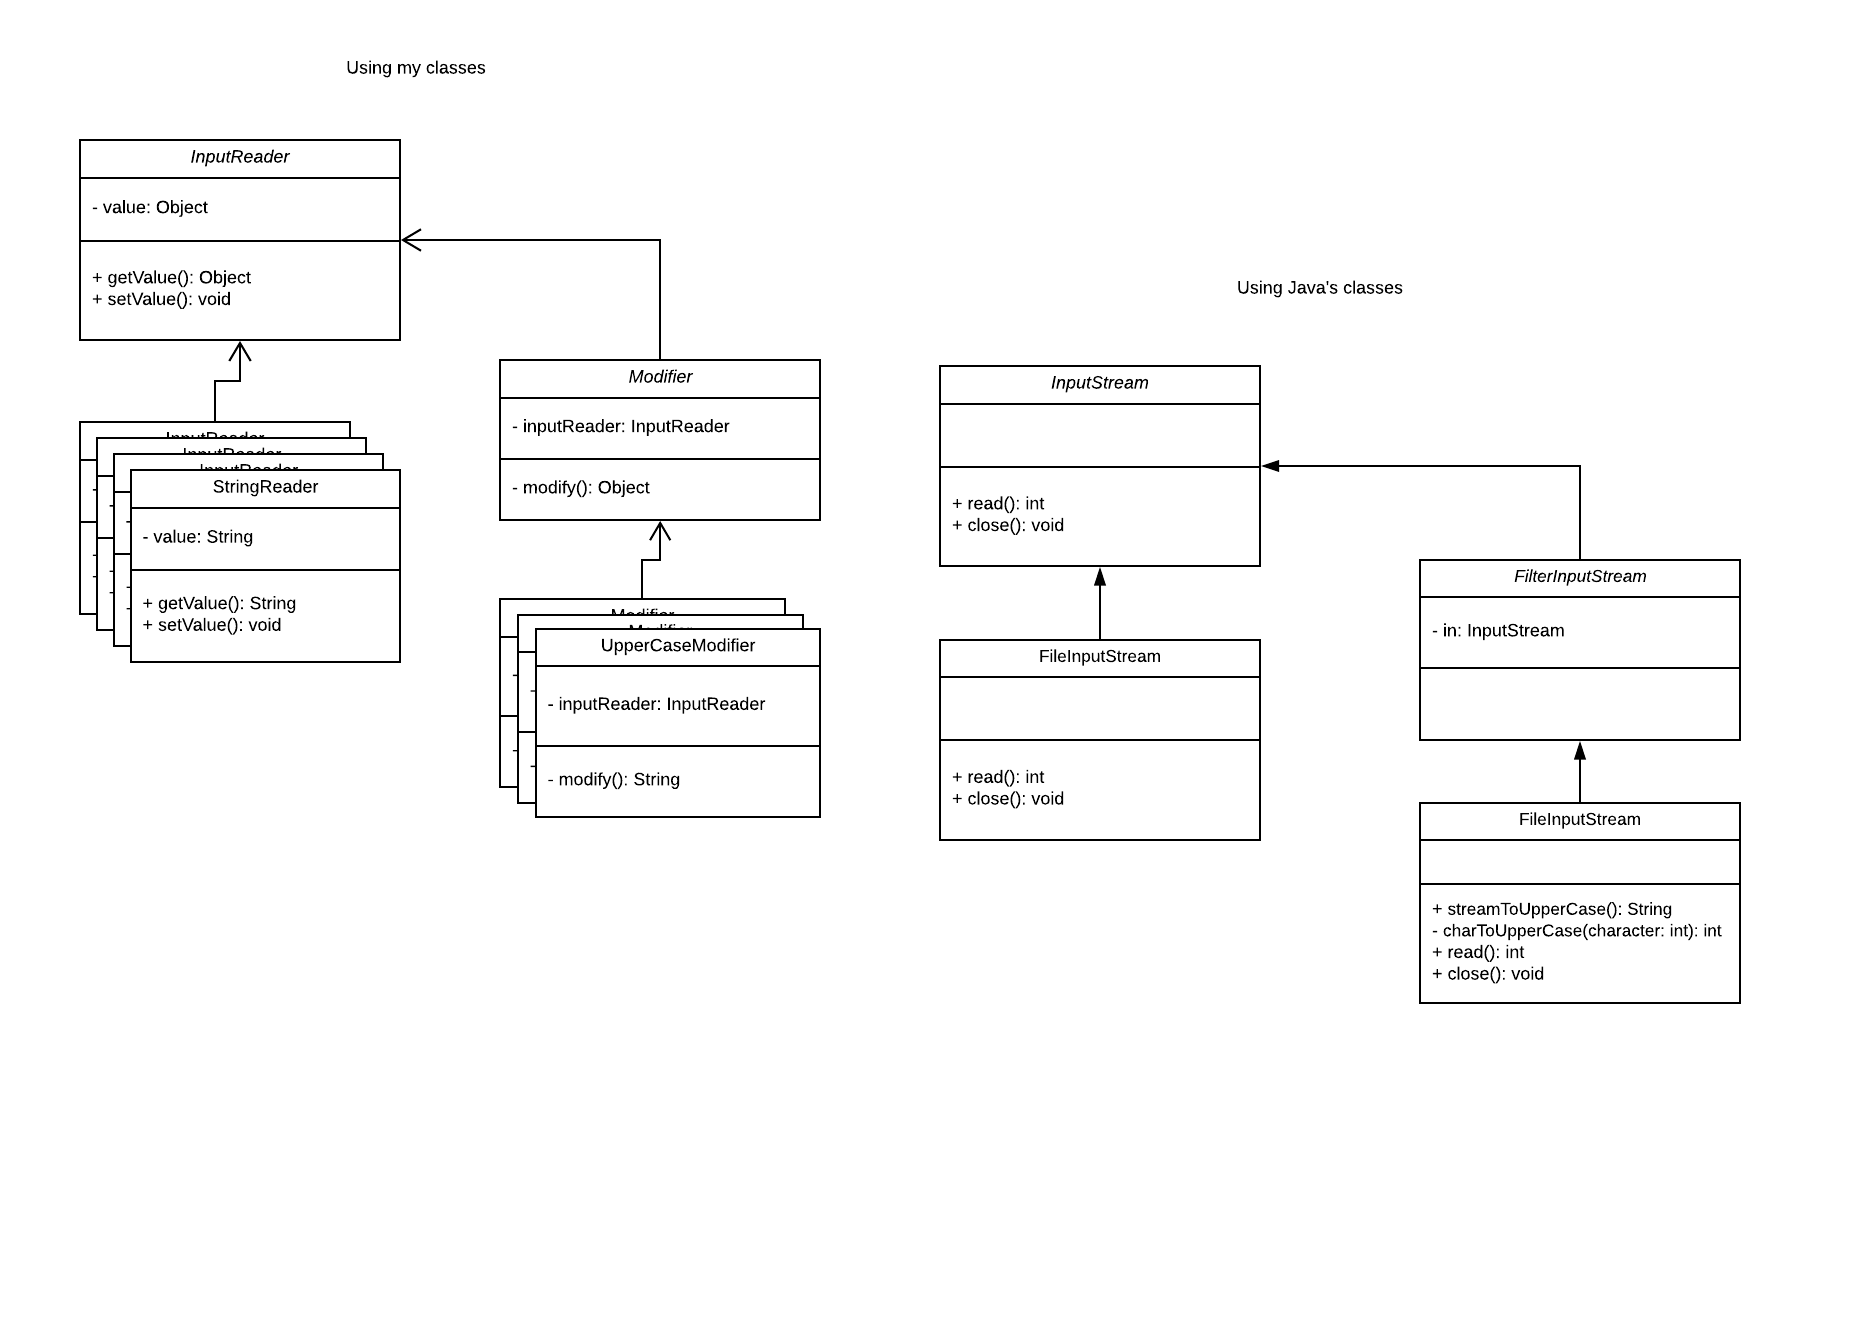 Using my classes
InputReader
- value: Object
+ getValue(): Object
+ setValue(): void
InputReader
InputReader
InputReader
StringReader
- value: String
+ getValue(): String
+ setValue(): void
Modifier
- inputReader: InputReader
- modify(): Object
Modifier
Modifier
UpperCaseModifier
- inputReader: InputReader
- modify(): String
Using Java's classes
InputStream
+ read(): int
+ close(): void
FileInputStream
+ read(): int
+ close(): void
FilterInputStream
- in: InputStream
FileInputStream
+ streamToUpperCase(): String
- charToUpperCase(character: int): int
+ read(): int
+ close(): void